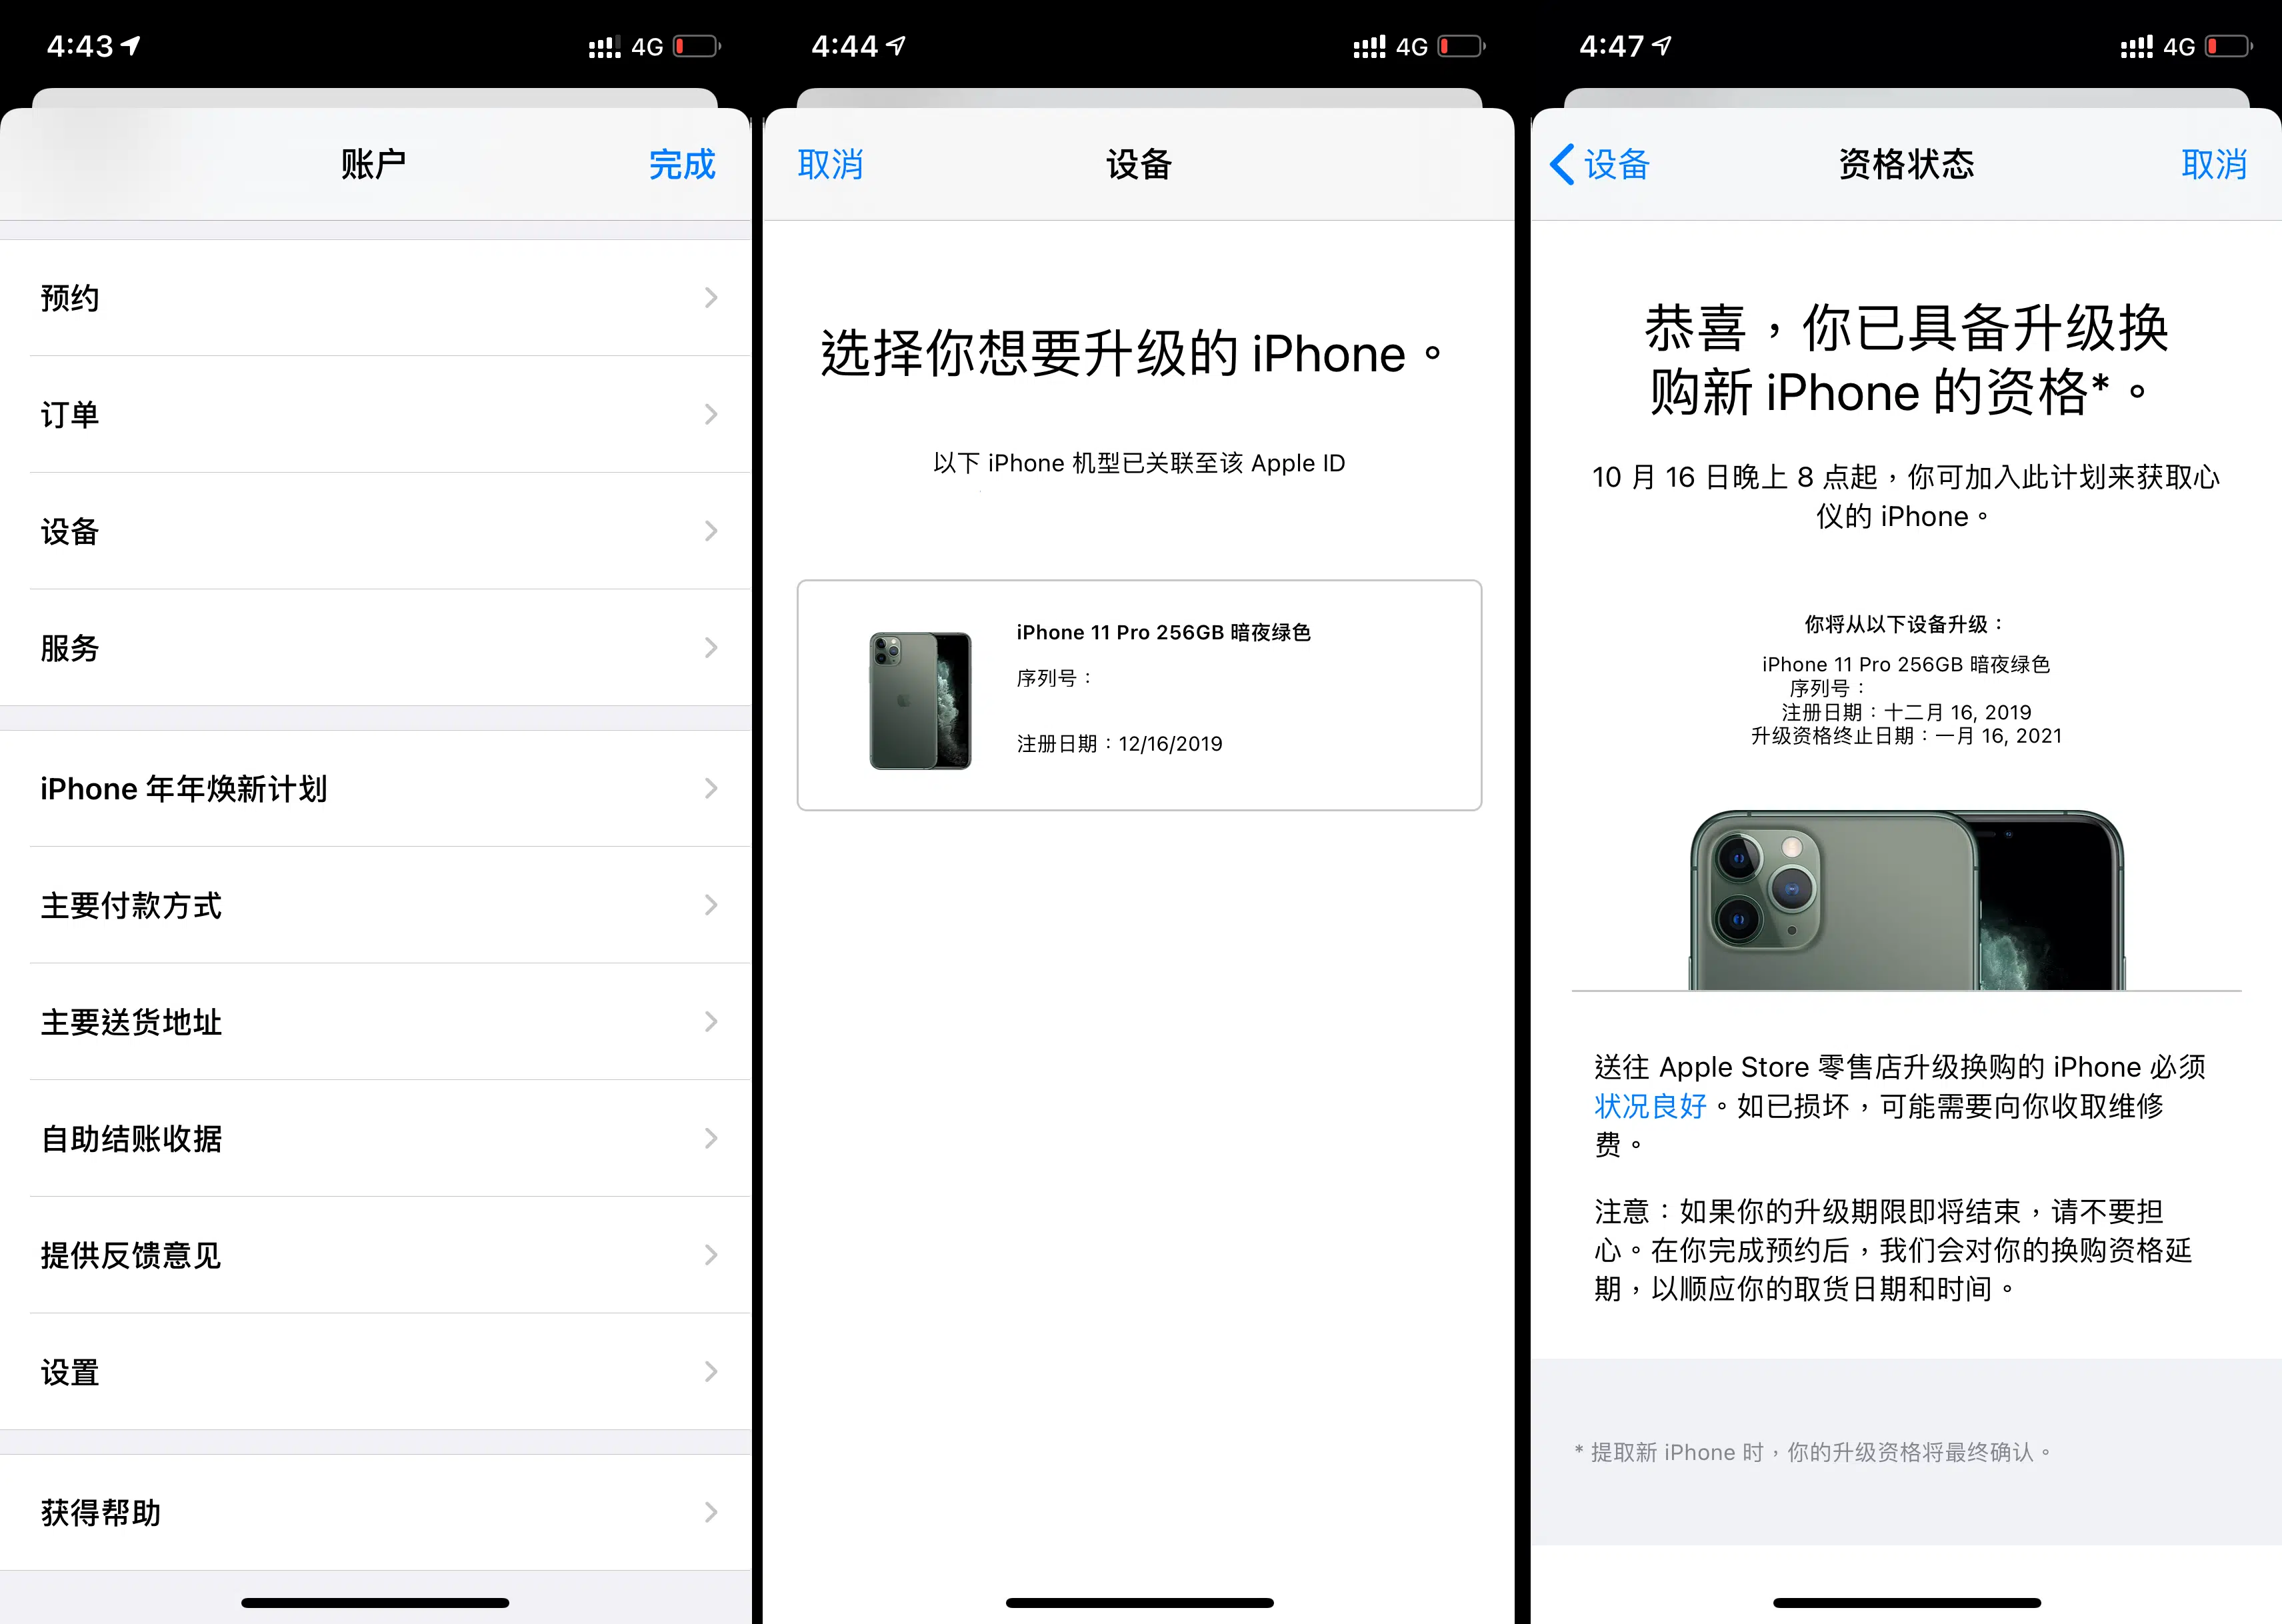 4:43
4G
账户
完成
预约
订单
设备
服务
iPhone 年年焕新计划
主要付款方式
主要送货地址
自助结账收据
提供反馈意见
设置
获得帮助
4:44
4G
取消
设备
选择你想要升级的 iPhone。
以下 iPhone 机型已关联至该 Apple ID
iPhone 11 Pro 256GB 暗夜绿色
序列号：
注册日期：12/16/2019
4:47
4G
设备
资格状态
取消
恭喜，你已具备升级换
购新 iPhone 的资格*。
10 月 16 日晚上 8 点起，你可加入此计划来获取心
仪的 iPhone。
你将从以下设备升级：
iPhone 11 Pro 256GB 暗夜绿色
序列号：
注册日期：十二月 16, 2019
升级资格终止日期：一月 16, 2021
送往 Apple Store 零售店升级换购的 iPhone 必须
状况良好。如已损坏，可能需要向你收取维修
费。
注意：如果你的升级期限即将结束，请不要担
心。在你完成预约后，我们会对你的换购资格延
期，以顺应你的取货日期和时间。
* 提取新 iPhone 时，你的升级资格将最终确认。